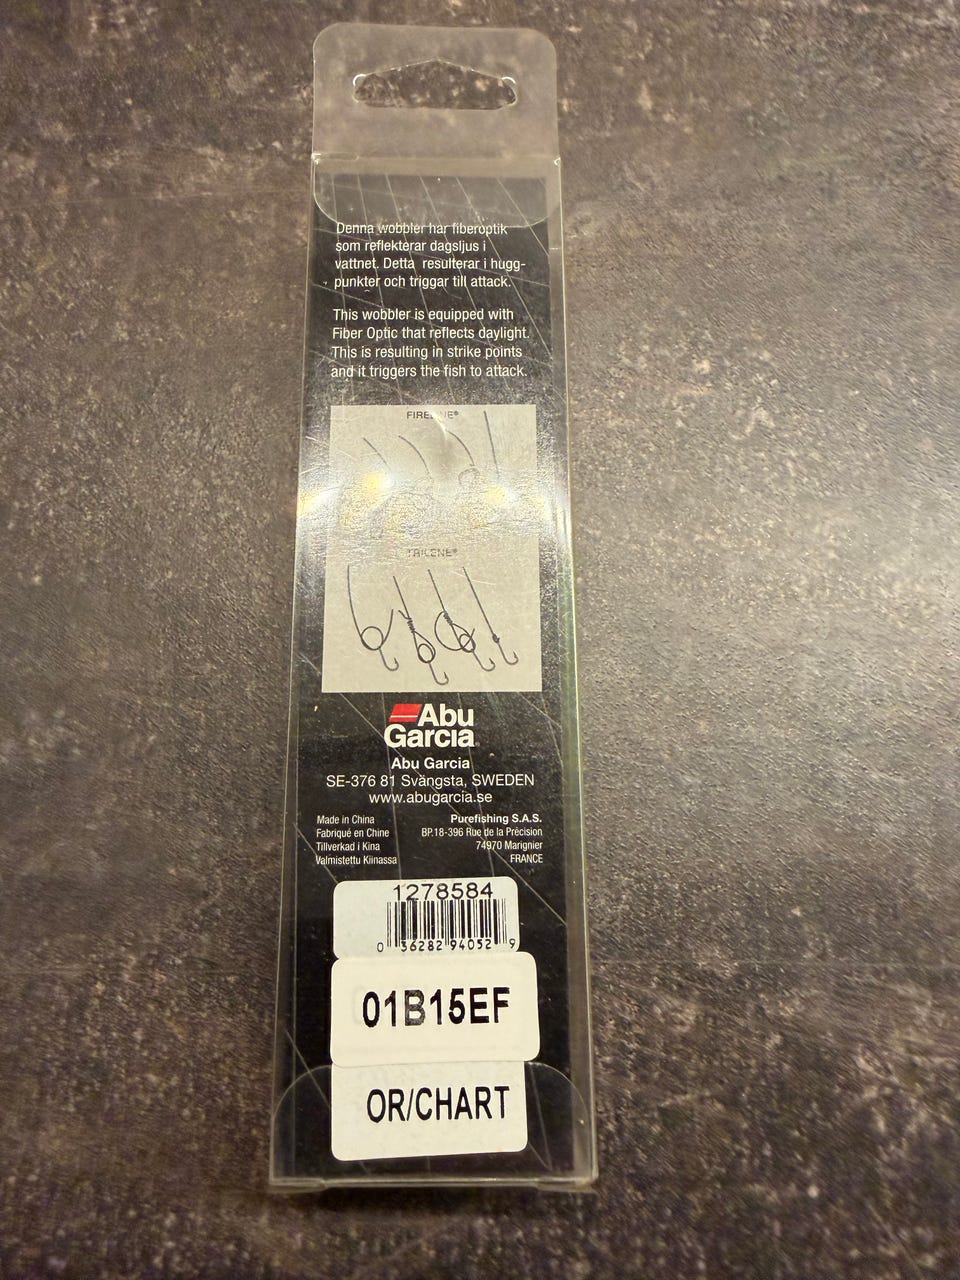 Denna wobbler har fiberoptik
som reflekterar dagsljus i
vattnet. Detta resulterar i hugg-
punkter och triggar till attack.
This wobbler is equipped with
Fiber Optic that reflects daylight.
This is resulting in strike points
and it triggers the fish to attack.
FIRELINE®
TRILENE®
Abu
Garcia
Abu Garcia
SE-376 81 Svängsta, SWEDEN
www.abugarcia.se
Made in China
Fabriqué en Chine
Tillverkad i Kina
Valmistettu Kiinassa
Purefishing S.A.S.
BP.18-396 Rue de la Précision
74970 Marignier
FRANCE
1278584
0 36282 94052 9
01B15EF
OR/CHART